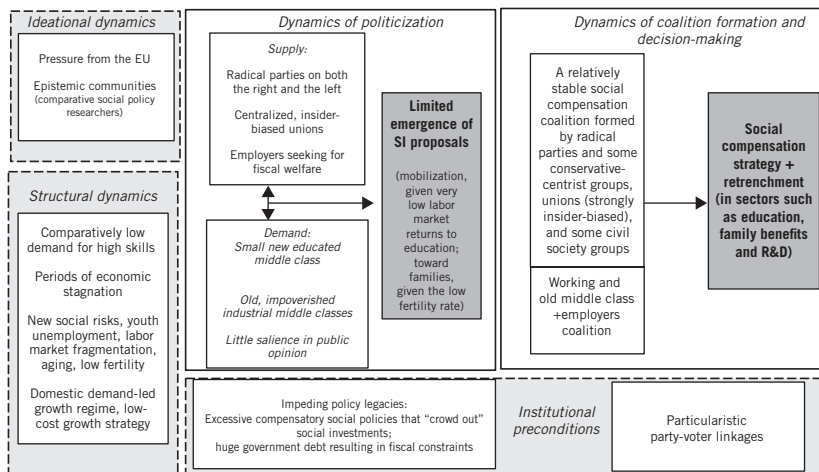 Ideational dynamics
Pressure from the EU
Epistemic communities
(comparative social policy
researchers)
Structural dynamics
Comparatively low
demand for high skills
Periods of economic
stagnation
New social risks, youth
unemployment, labor
market fragmentation,
aging, low fertility
Domestic demand-led
growth regime, low-
cost growth strategy
Dynamics of politicization
Supply:
Radical parties on both
the right and the left
Centralized, insider-
biased unions
Employers seeking for
fiscal welfare
Demand:
Small new educated
middle class
Old, impoverished
industrial middle classes
Little salience in public
opinion
Limited
emergence of
SI proposals
(mobilization,
given very
low labor
market
returns to
education;
toward
families,
given the low
fertility rate)
Dynamics of coalition formation and
decision-making
A relatively
stable social
compensation
coalition formed
by radical
parties and some
conservative-
centrist groups,
unions (strongly
insider-biased),
and some civil
society groups
Working and
old middle class
+employers
coalition
Social
compensation
strategy +
retrenchment
(in sectors such
as education,
family benefits
and R&D)
Impeding policy legacies:
Excessive compensatory social policies that “crowd out”
social investments;
huge government debt resulting in fiscal constraints
Institutional
preconditions
Particularistic
party-voter linkages